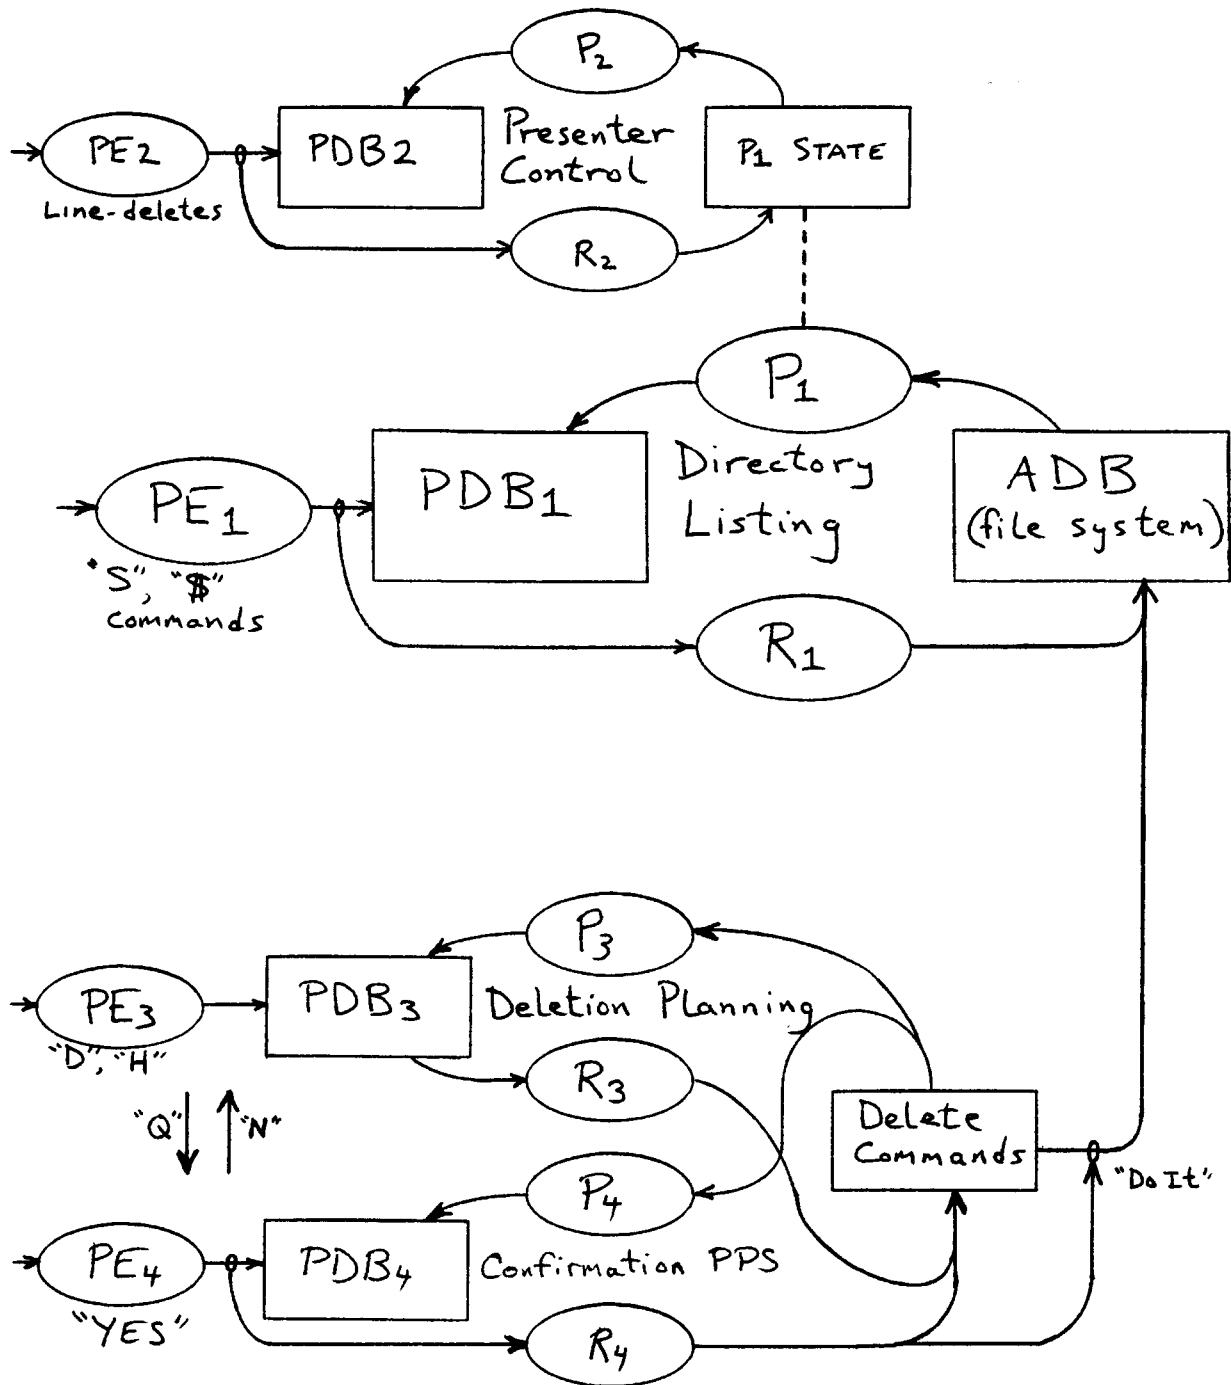 P2
PE2
PDB2
Presenter
Control
P1 STATE
Line-deletes
R2
P1
PE1
PDB1
Directory
Listing
ADB
(file system)
"S", "$"
commands
R1
P3
PE3
PDB3
Deletion Planning
"D", "H"
R3
"Q"
"N"
Delete
Commands
"Do It"
P4
PE4
PDB4
Confirmation PPS
"YES"
R4